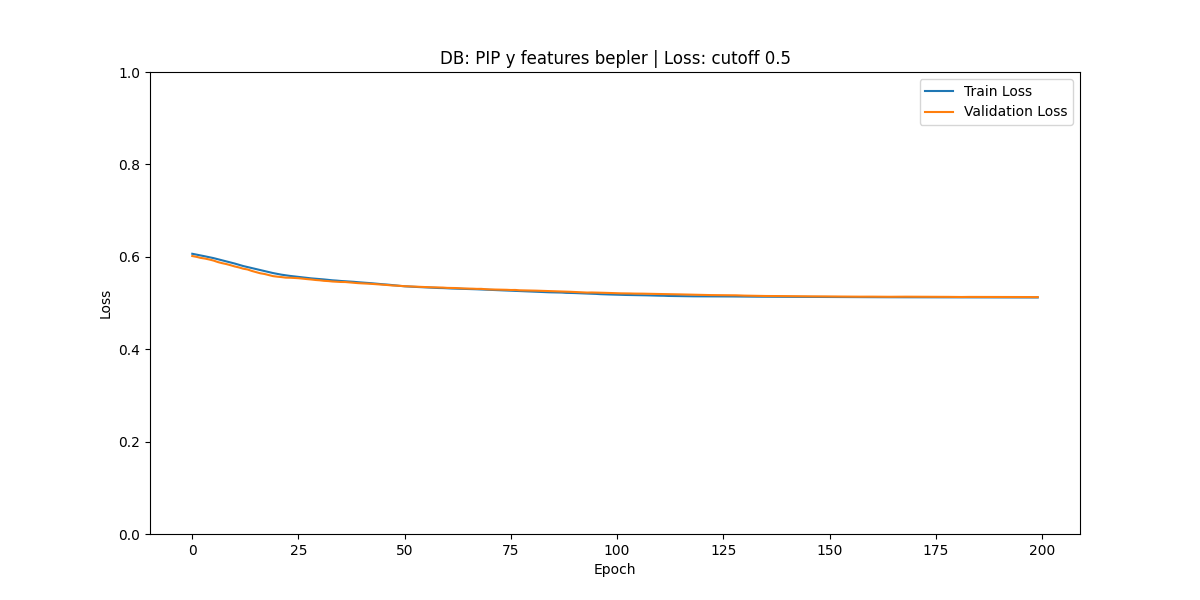 DB: PIP y features bepler | Loss: cutoff 0.5
1.0
0.8
0.6
0.4
0.2
0.0
Loss
Train Loss
Validation Loss
0 25 50 75 100 125 150 175 200
Epoch